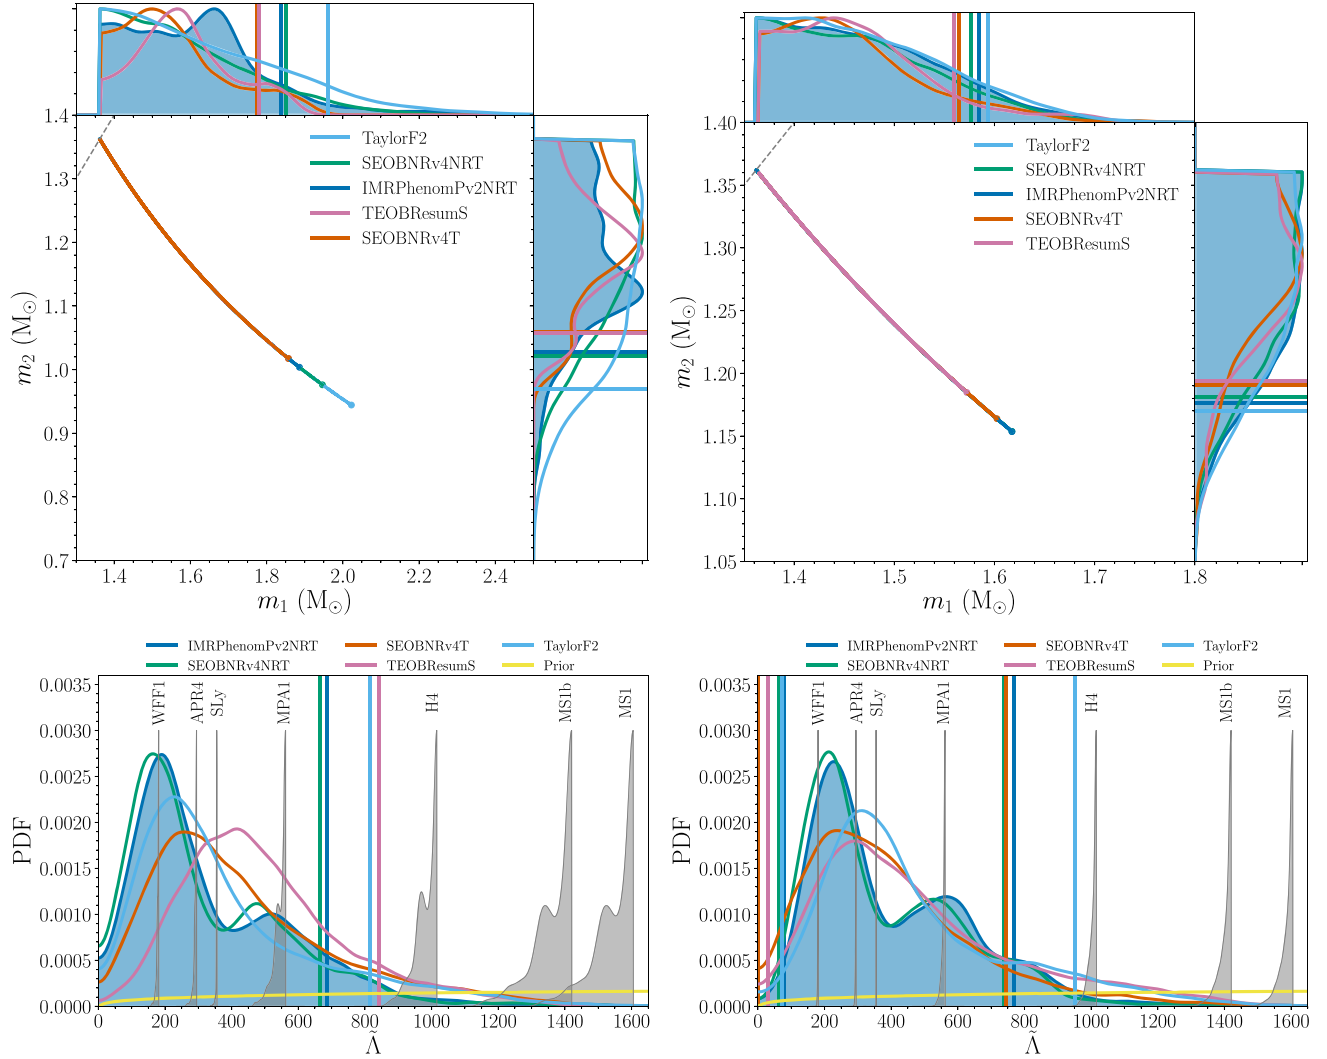 1.4
1.3
1.2
1.1
1.0
0.9
0.8
0.7
m2 (M⊙)
TaylorF2
SEOBNRv4NRT
IMRPhenomPv2NRT
TEOBResumS
SEOBNRv4T
1.4 1.6 1.8 2.0 2.2 2.4
m1 (M⊙)
1.40
1.35
1.30
1.25
1.20
1.15
1.10
1.05
m2 (M⊙)
TaylorF2
SEOBNRv4NRT
IMRPhenomPv2NRT
SEOBNRv4T
TEOBResumS
1.4 1.5 1.6 1.7 1.8
m1 (M⊙)
IMRPhenomPv2NRT SEOBNRv4T TaylorF2
SEOBNRv4NRT TEOBResumS Prior
0.0035
0.0030
0.0025
0.0020
0.0015
0.0010
0.0005
0.0000
PDF
WFF1
APR4
SLy
MPA1
H4
MS1b
MS1
0 200 400 600 800 1000 1200 1400 1600
Λ̃
IMRPhenomPv2NRT SEOBNRv4T TaylorF2
SEOBNRv4NRT TEOBResumS Prior
0.0035
0.0030
0.0025
0.0020
0.0015
0.0010
0.0005
0.0000
PDF
WFF1
APR4
SLy
MPA1
H4
MS1b
MS1
0 200 400 600 800 1000 1200 1400 1600
Λ̃